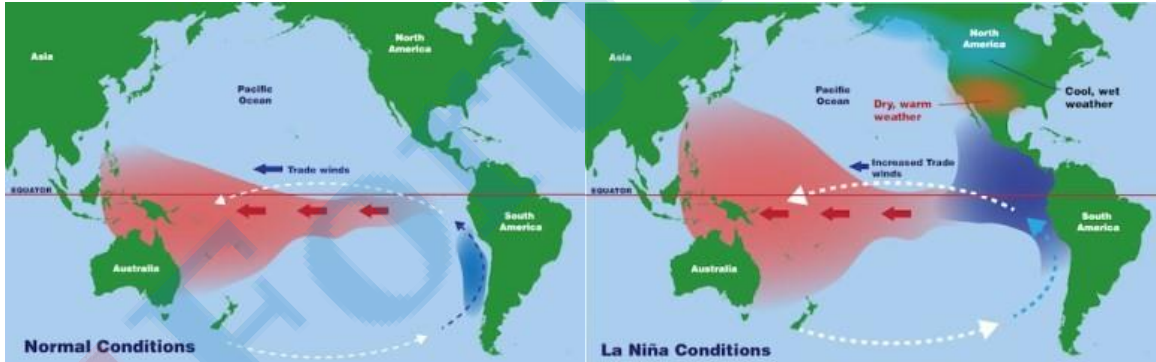 Asia
North
America
Pacific
Ocean
Trade winds
EQUATOR
South
America
Australia
Normal Conditions
Asia
North
America
Cool, wet
weather
Pacific
Ocean
Dry, warm
weather
Increased Trade
winds
EQUATOR
South
America
Australia
La Niña Conditions